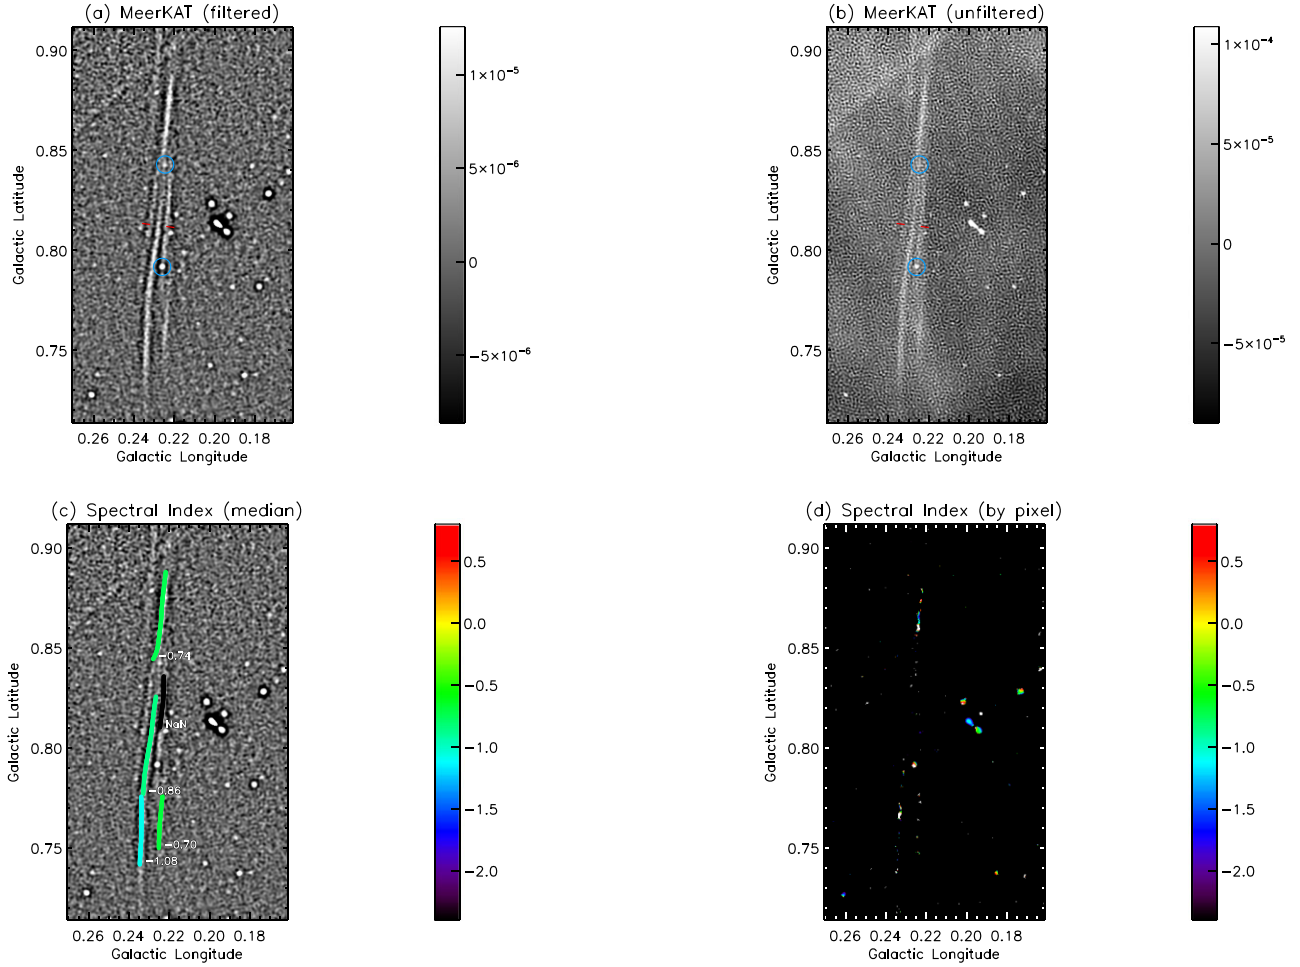 (a) MeerKAT (filtered)
0.90
0.85
0.80
0.75
Galactic Latitude
0.26 0.24 0.22 0.20 0.18
Galactic Longitude
1×10⁻⁵
5×10⁻⁶
0
−5×10⁻⁶
(b) MeerKAT (unfiltered)
0.90
0.85
0.80
0.75
Galactic Latitude
0.26 0.24 0.22 0.20 0.18
Galactic Longitude
1×10⁻⁴
5×10⁻⁵
0
−5×10⁻⁵
(c) Spectral Index (median)
0.90
0.85
0.80
0.75
Galactic Latitude
−0.74
NaN
−0.86
−0.70
−1.08
0.26 0.24 0.22 0.20 0.18
Galactic Longitude
0.5
0.0
−0.5
−1.0
−1.5
−2.0
(d) Spectral Index (by pixel)
0.90
0.85
0.80
0.75
Galactic Latitude
0.26 0.24 0.22 0.20 0.18
Galactic Longitude
0.5
0.0
−0.5
−1.0
−1.5
−2.0